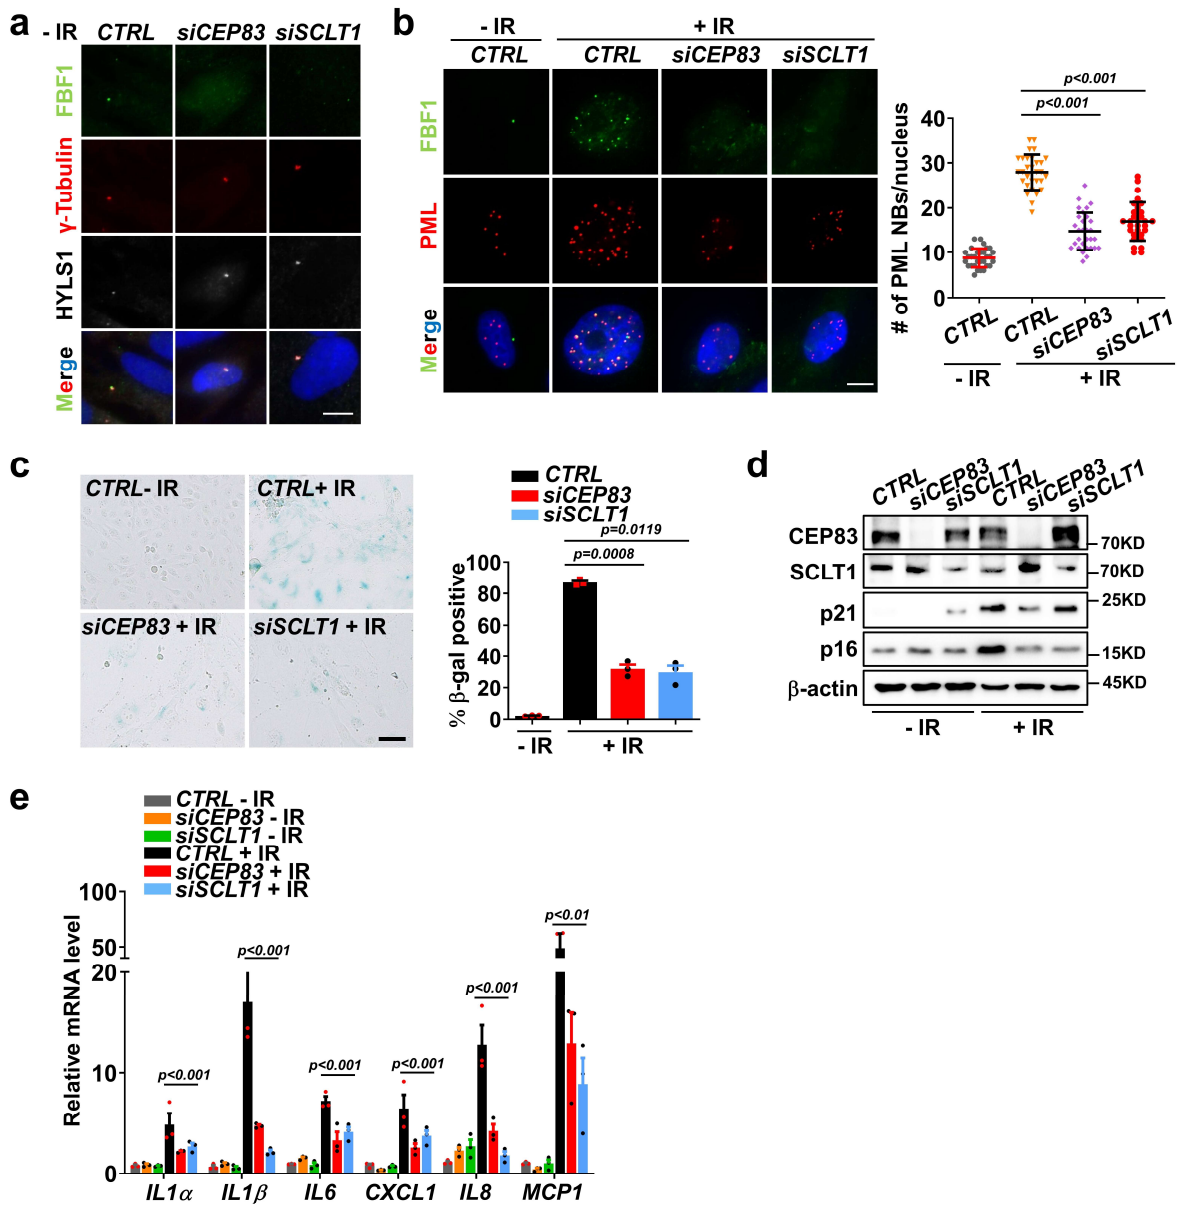 a
- IR CTRL siCEP83 siSCLT1
FBF1
γ-Tubulin
HYLS1
Merge
b
- IR + IR
CTRL CTRL siCEP83 siSCLT1
FBF1
PML
Merge
p<0.001
p<0.001
# of PML NBs/nucleus
40
30
20
10
0
CTRL CTRL siCEP83 siSCLT1
- IR + IR
c
CTRL- IR CTRL+ IR
siCEP83 + IR siSCLT1 + IR
CTRL
siCEP83
siSCLT1
p=0.0119
p=0.0008
% β-gal positive
100
80
60
40
20
0
- IR + IR
d
CTRL siCEP83 siSCLT1 CTRL siCEP83 siSCLT1
CEP83 70KD
SCLT1 70KD
p21 25KD
p16 15KD
β-actin 45KD
- IR + IR
e
CTRL - IR
siCEP83 - IR
siSCLT1 - IR
CTRL + IR
siCEP83 + IR
siSCLT1 + IR
Relative mRNA level
100
50
20
10
0
p<0.001 p<0.001 p<0.001 p<0.001 p<0.001 p<0.01
IL1α IL1β IL6 CXCL1 IL8 MCP1